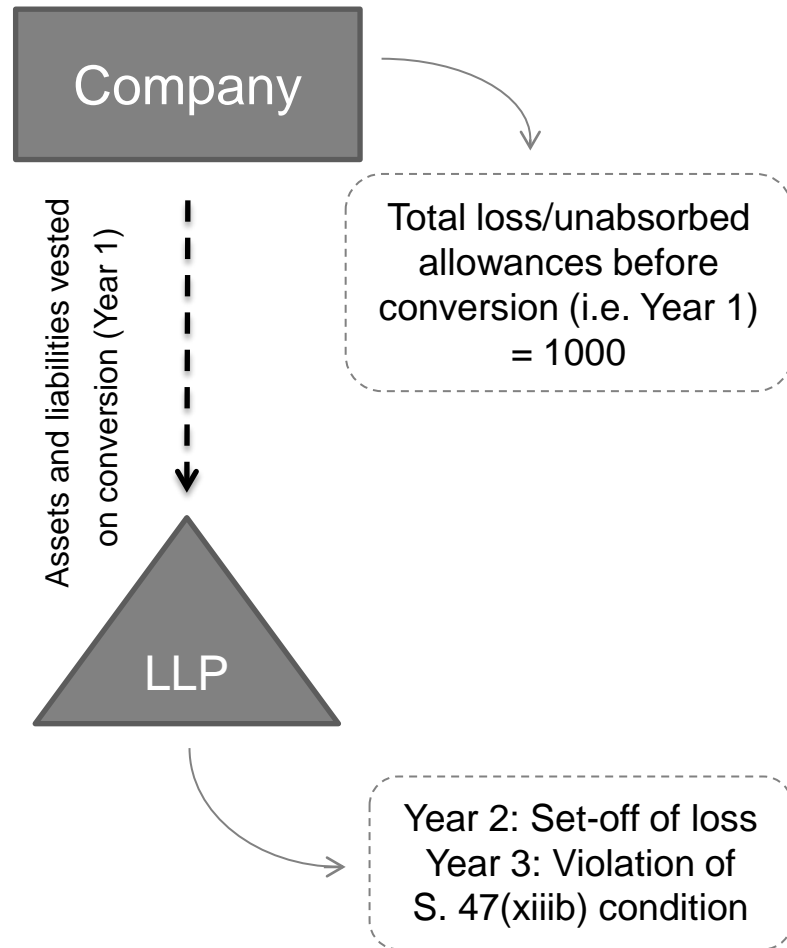 Company
Total loss/unabsorbed
allowances before
conversion (i.e. Year 1)
= 1000
Assets and liabilities vested
on conversion (Year 1)
LLP
Year 2: Set-off of loss
Year 3: Violation of
S. 47(xiiib) condition